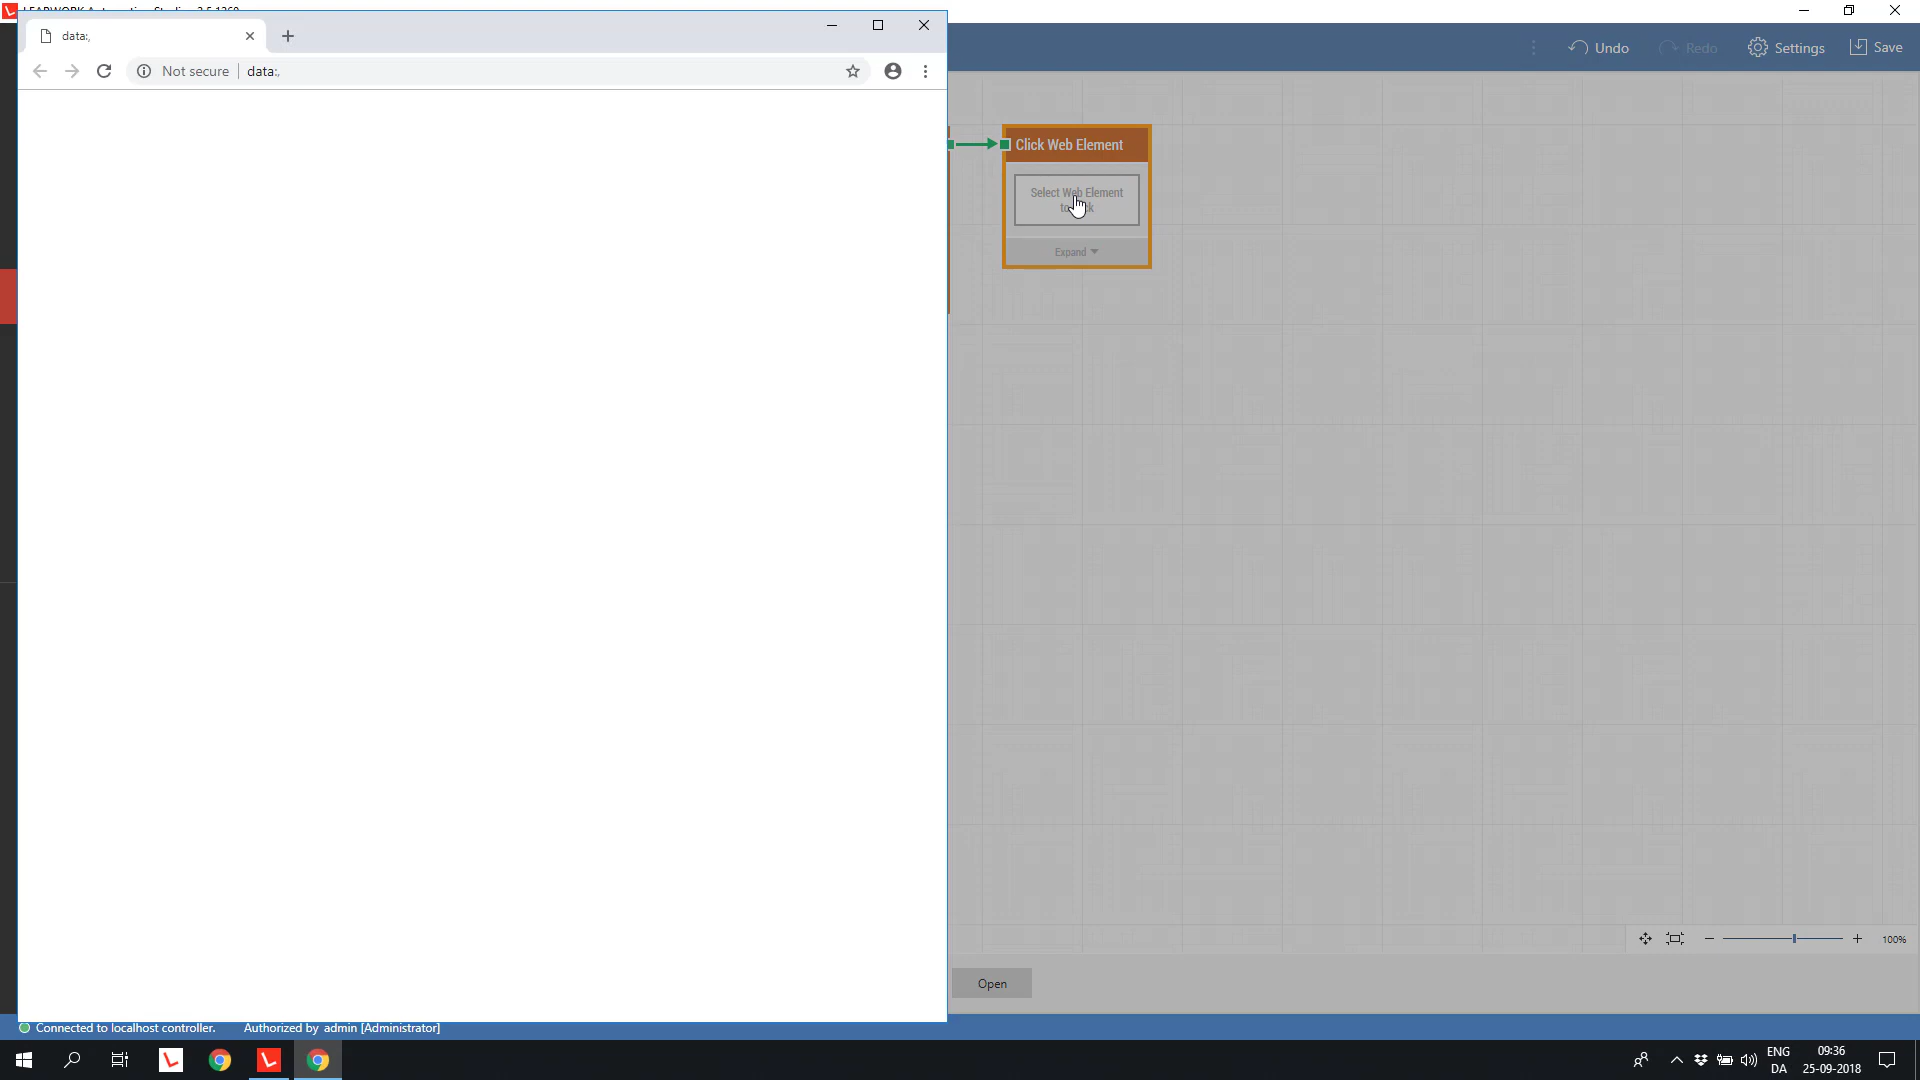 data:,
Not secure
data:,
Undo
Redo
Settings
Save
Click Web Element
Select Web Element
Expand
100%
Open
Connected to localhost controller.
Authorized by admin [Administrator]
ENG
DA
09:36
25-09-2018